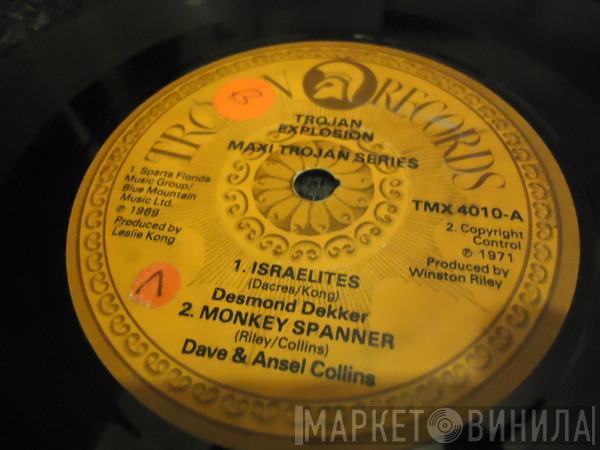 TROJAN RECORDS
TROJAN
EXPLOSION
MAXI TROJAN SERIES
1. Sparta Florida
Music Group/
Blue Mountain
Music Ltd.
℗ 1969
Produced by
Leslie Kong
TMX 4010-A
2. Copyright
Control
℗ 1971
Produced by
Winston Riley
1. ISRAELITES
(Dacres/Kong)
Desmond Dekker
2. MONKEY SPANNER
(Riley/Collins)
Dave & Ansel Collins
МАРКЕТ ВИНИЛА